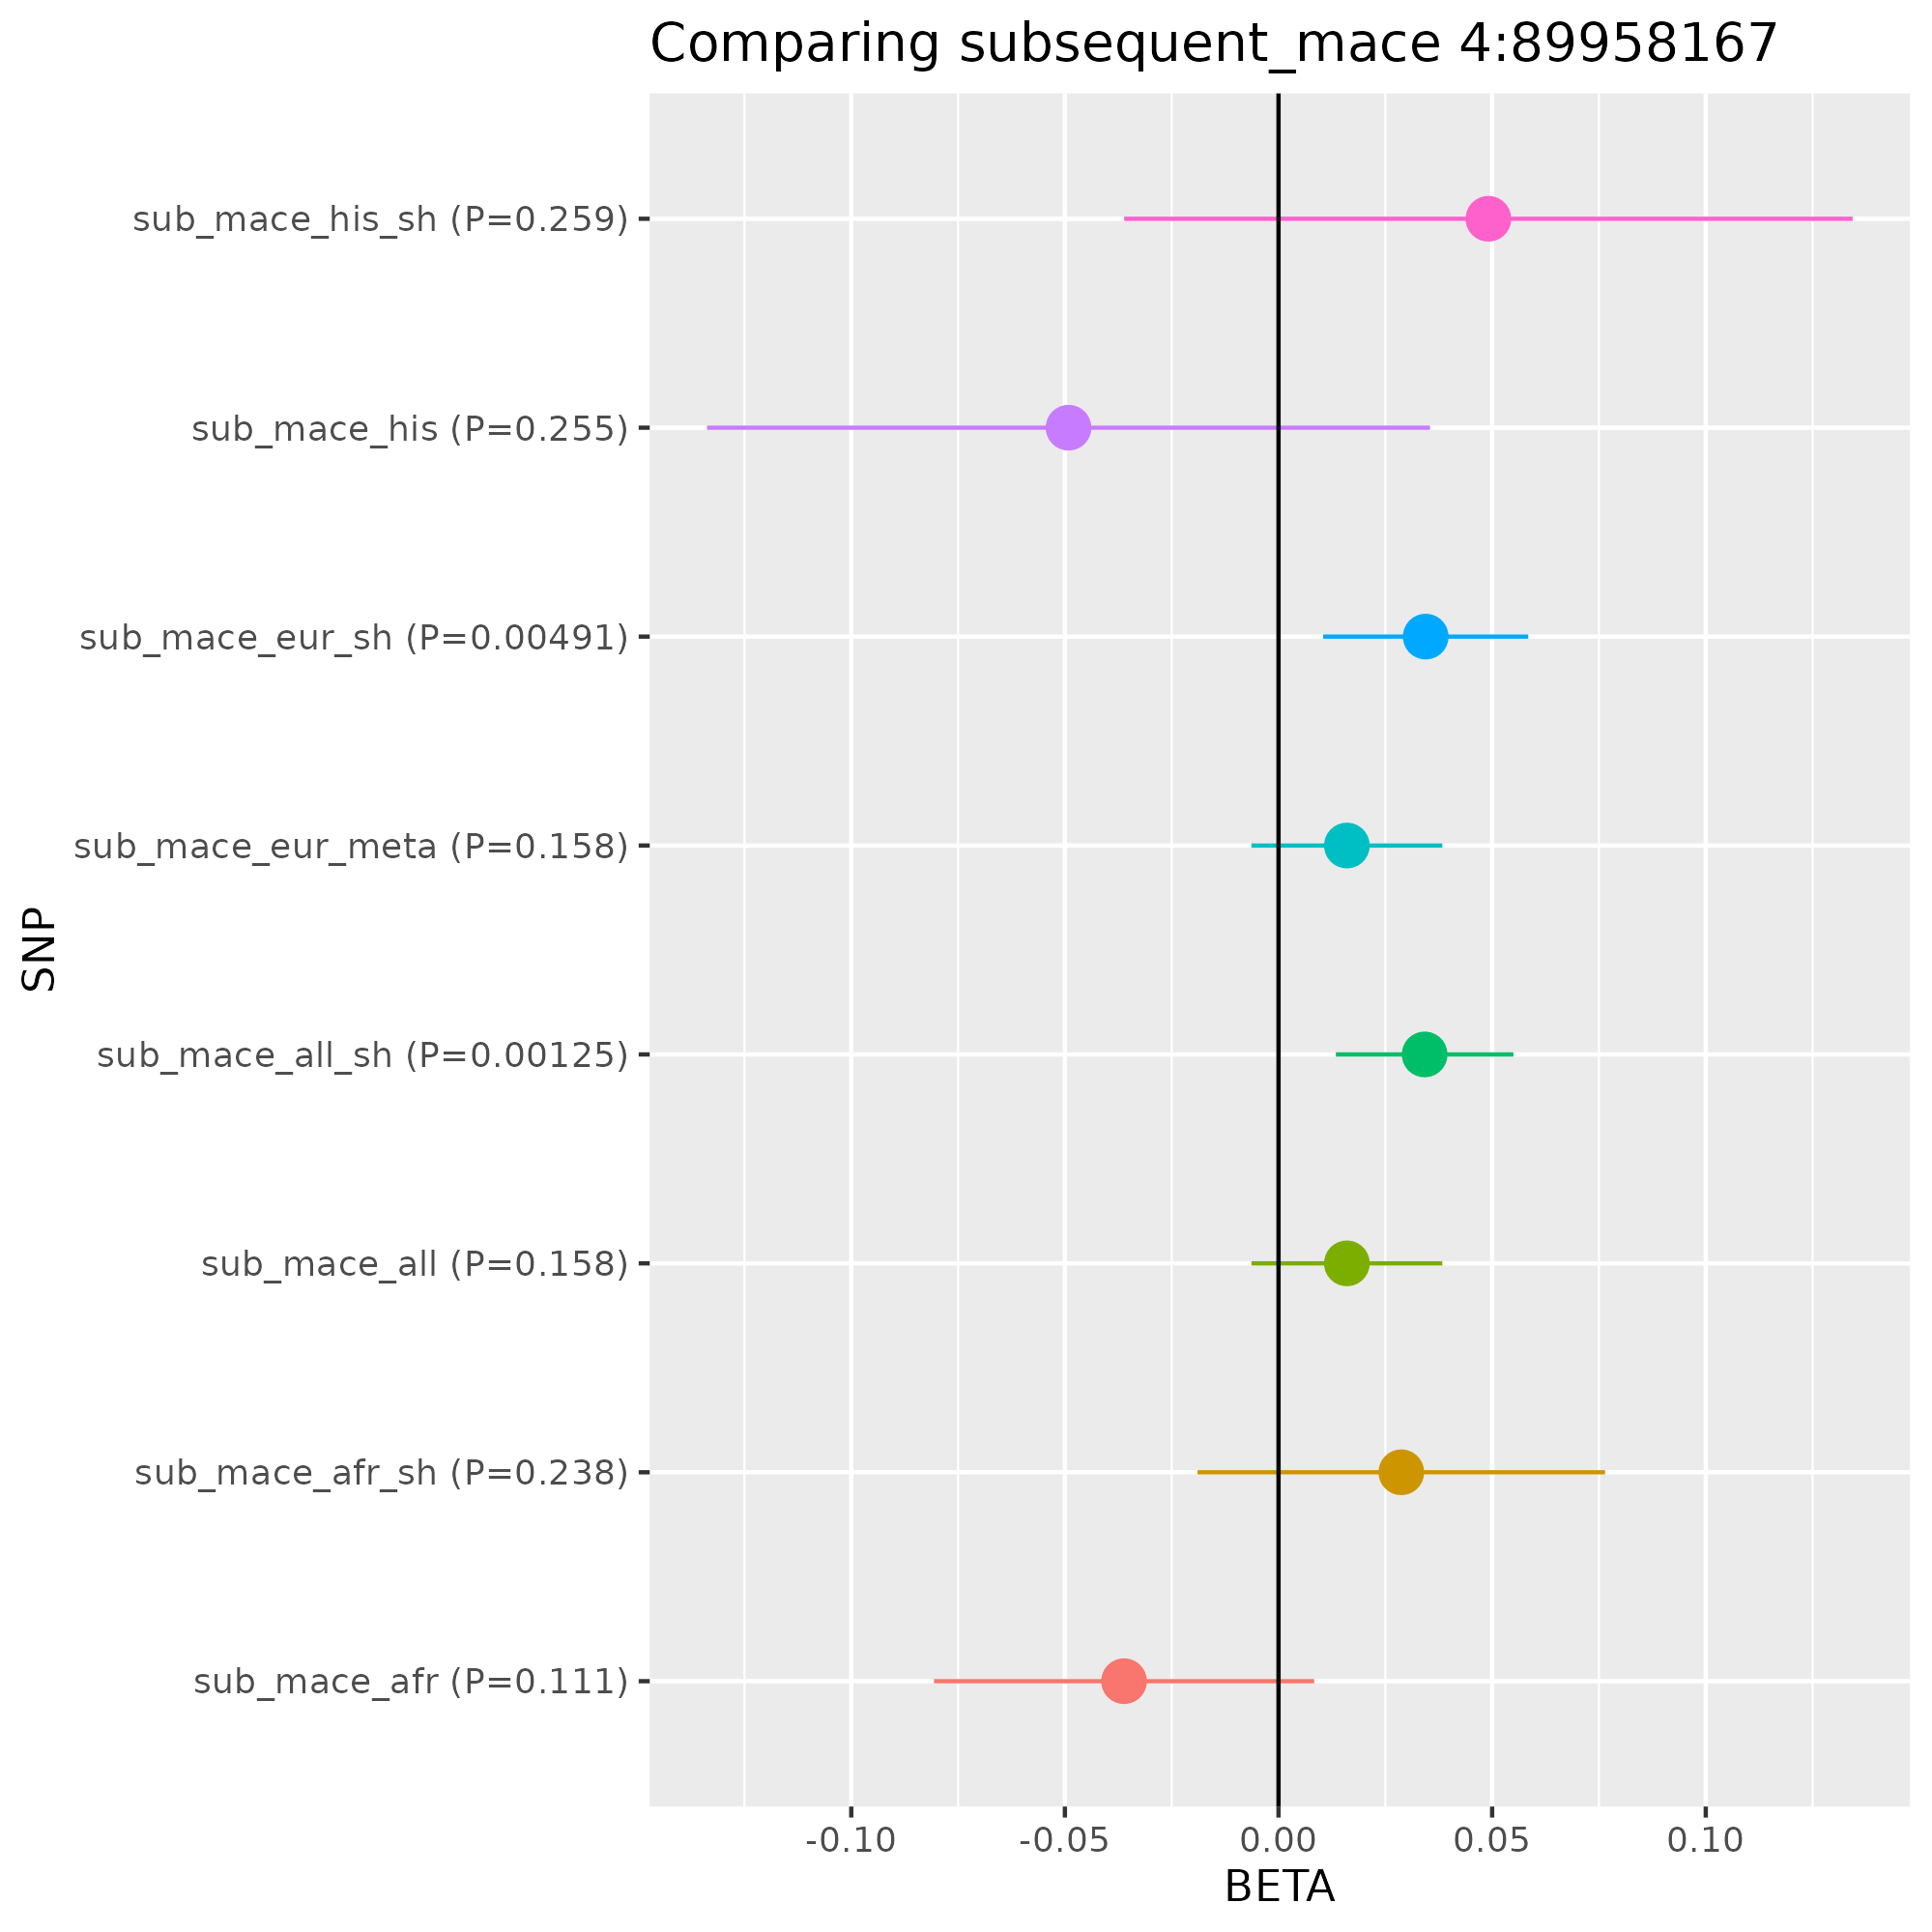 Comparing subsequent_mace 4:89958167
sub_mace_his_sh (P=0.259)
sub_mace_his (P=0.255)
sub_mace_eur_sh (P=0.00491)
sub_mace_eur_meta (P=0.158)
sub_mace_all_sh (P=0.00125)
sub_mace_all (P=0.158)
sub_mace_afr_sh (P=0.238)
sub_mace_afr (P=0.111)
SNP
-0.10 -0.05 0.00 0.05 0.10
BETA